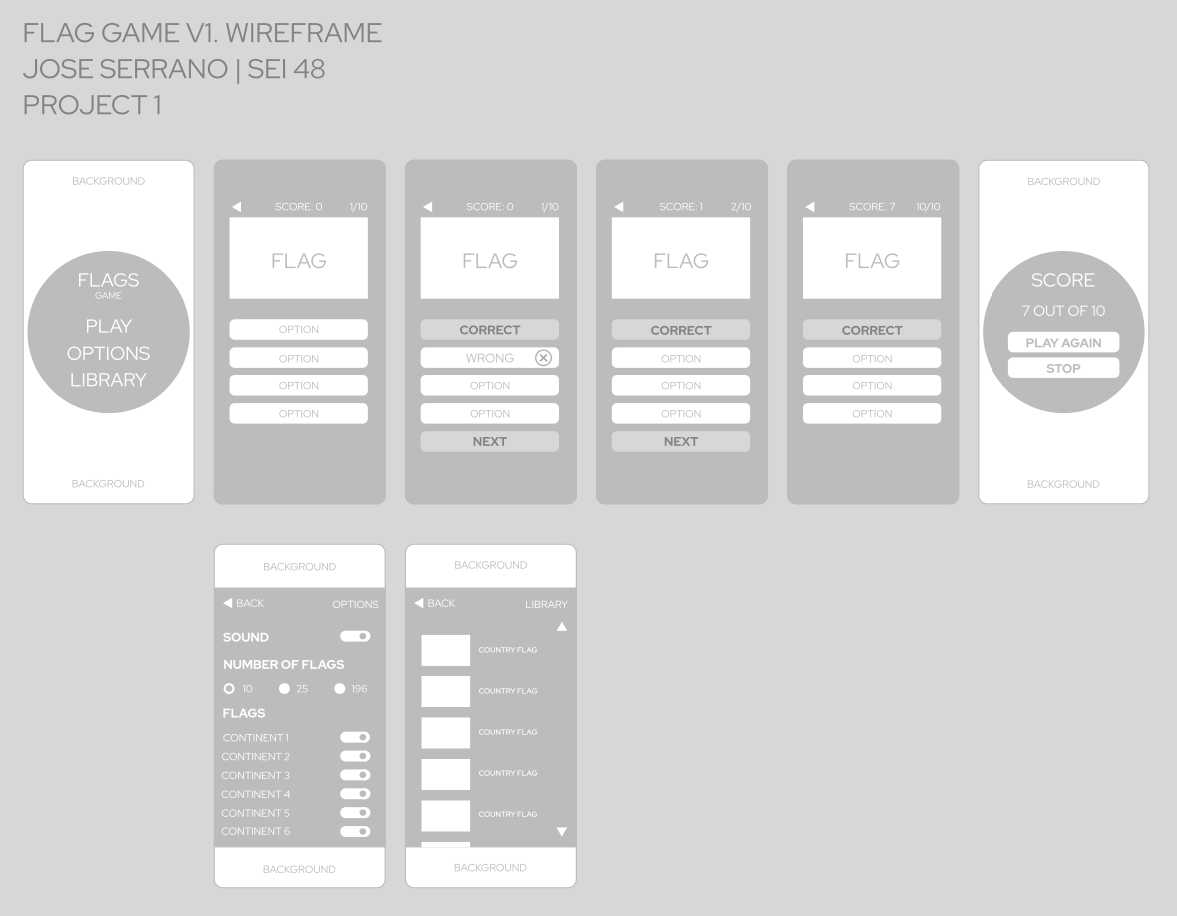 FLAG GAME V1. WIREFRAME
JOSE SERRANO | SEI 48
PROJECT 1
BACKGROUND
FLAGS
GAME
PLAY
OPTIONS
LIBRARY
BACKGROUND
SCORE: 0 1/10
FLAG
OPTION
OPTION
OPTION
OPTION
SCORE: 0 1/10
FLAG
CORRECT
WRONG
OPTION
OPTION
NEXT
SCORE: 1 2/10
FLAG
CORRECT
OPTION
OPTION
OPTION
NEXT
SCORE: 7 10/10
FLAG
CORRECT
OPTION
OPTION
OPTION
BACKGROUND
SCORE
7 OUT OF 10
PLAY AGAIN
STOP
BACKGROUND
BACKGROUND
BACK OPTIONS
SOUND
NUMBER OF FLAGS
10 25 196
FLAGS
CONTINENT 1
CONTINENT 2
CONTINENT 3
CONTINENT 4
CONTINENT 5
CONTINENT 6
BACKGROUND
BACKGROUND
BACK LIBRARY
COUNTRY FLAG
COUNTRY FLAG
COUNTRY FLAG
COUNTRY FLAG
COUNTRY FLAG
BACKGROUND